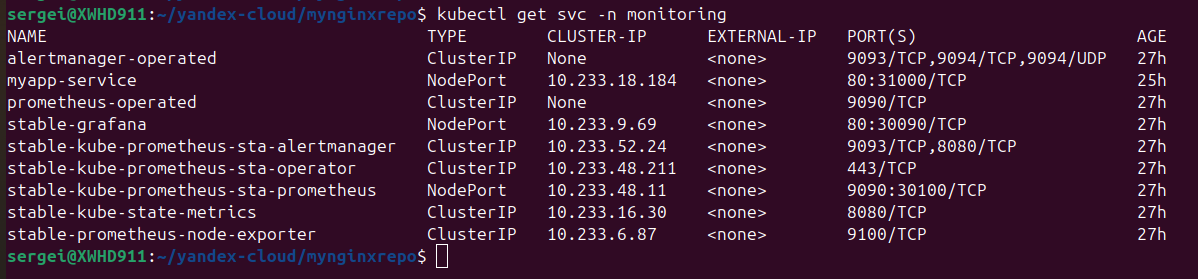 sergei@XWHD911:~/yandex-cloud/mynginxrepo$ kubectl get svc -n monitoring
NAME TYPE CLUSTER-IP EXTERNAL-IP PORT(S) AGE
alertmanager-operated ClusterIP None <none> 9093/TCP,9094/TCP,9094/UDP 27h
myapp-service NodePort 10.233.18.184 <none> 80:31000/TCP 25h
prometheus-operated ClusterIP None <none> 9090/TCP 27h
stable-grafana NodePort 10.233.9.69 <none> 80:30090/TCP 27h
stable-kube-prometheus-sta-alertmanager ClusterIP 10.233.52.24 <none> 9093/TCP,8080/TCP 27h
stable-kube-prometheus-sta-operator ClusterIP 10.233.48.211 <none> 443/TCP 27h
stable-kube-prometheus-sta-prometheus NodePort 10.233.48.11 <none> 9090:30100/TCP 27h
stable-kube-state-metrics ClusterIP 10.233.16.30 <none> 8080/TCP 27h
stable-prometheus-node-exporter ClusterIP 10.233.6.87 <none> 9100/TCP 27h
sergei@XWHD911:~/yandex-cloud/mynginxrepo$